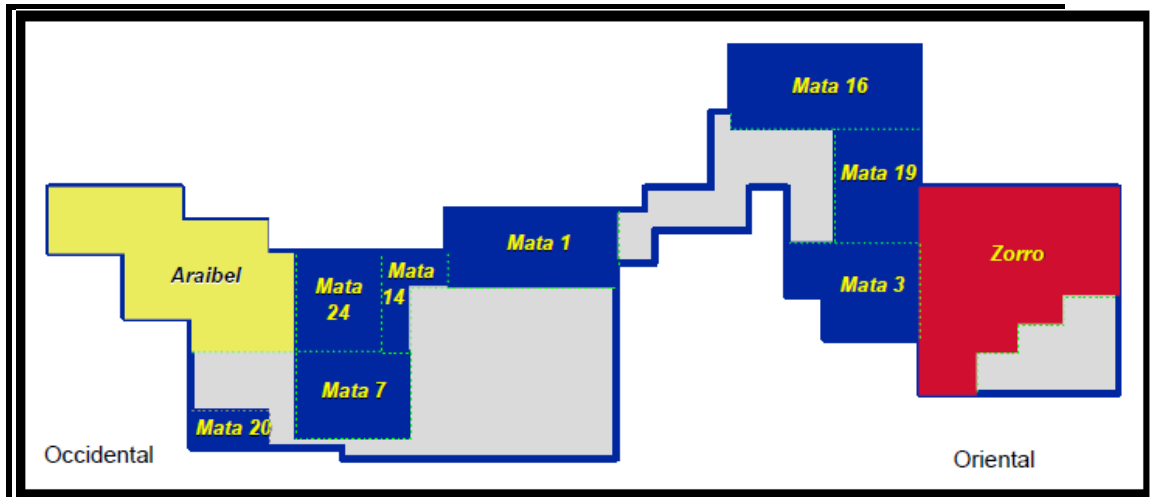 Mata 16
Mata 19
Mata 1
Zorro
Mata
14
Araibel
Mata
24
Mata 3
Mata 7
Mata 20
Occidental
Oriental